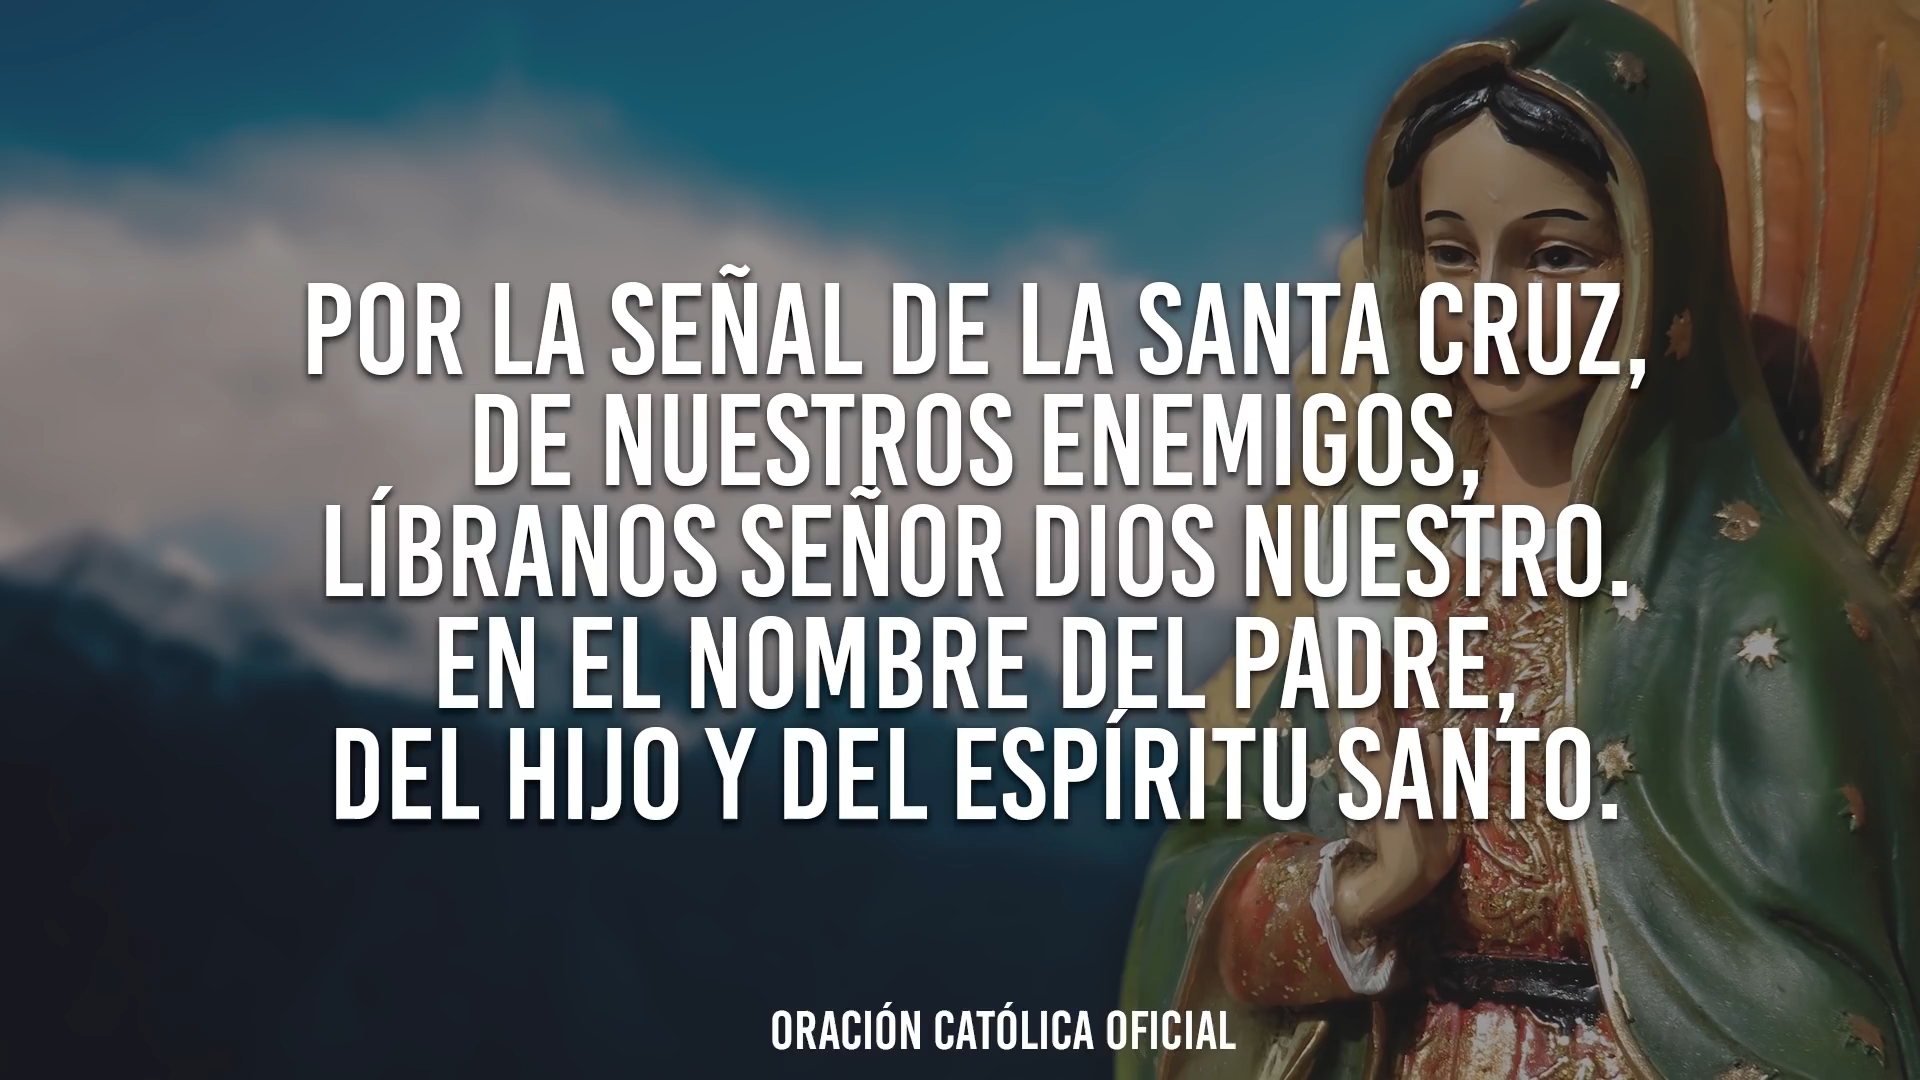 POR LA SEÑAL DE LA SANTA CRUZ,
DE NUESTROS ENEMIGOS,
LÍBRANOS SEÑOR DIOS NUESTRO.
EN EL NOMBRE DEL PADRE,
DEL HIJO Y DEL ESPÍRITU SANTO.
ORACIÓN CATÓLICA OFICIAL